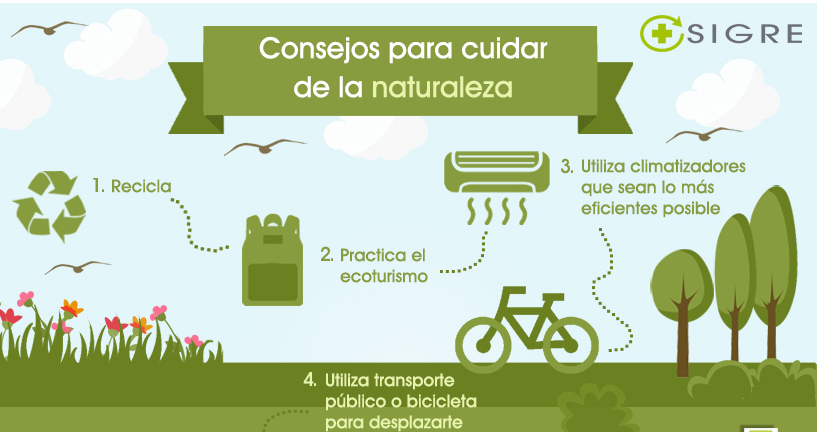 Consejos para cuidar
de la naturaleza
SIGRE
1. Recicla
2. Practica el
ecoturismo
3. Utiliza climatizadores
que sean lo más
eficientes posible
4. Utiliza transporte
público o bicicleta
para desplazarte